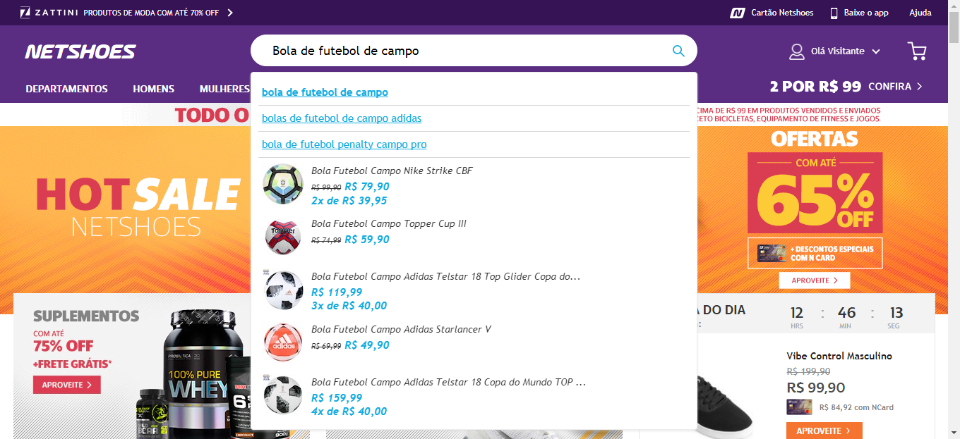 ZATTINI PRODUTOS DE MODA COM ATÉ 70% OFF
Cartão Netshoes
Baixe o app
Ajuda
NETSHOES
Bola de futebol de campo
Olá Visitante
DEPARTAMENTOS
HOMENS
MULHERES
2 POR R$ 99 CONFIRA
bola de futebol de campo
bolas de futebol de campo adidas
bola de futebol penalty campo pro
Bola Futebol Campo Nike Strike CBF
R$ 99,90 R$ 79,90
2x de R$ 39,95
Bola Futebol Campo Topper Cup III
R$ 74,99 R$ 59,90
Bola Futebol Campo Adidas Telstar 18 Top Glider Copa do...
R$ 119,99
3x de R$ 40,00
Bola Futebol Campo Adidas Starlancer V
R$ 69,99 R$ 49,90
Bola Futebol Campo Adidas Telstar 18 Copa do Mundo TOP ...
R$ 159,99
4x de R$ 40,00
TODO O
CIMA DE R$ 99 EM PRODUTOS VENDIDOS E ENVIADOS
CETO BICICLETAS, EQUIPAMENTO DE FITNESS E JOGOS.
HOT SALE
NETSHOES
OFERTAS
COM ATÉ
65%
OFF
+ DESCONTOS ESPECIAIS
COM N CARD
APROVEITE
SUPLEMENTOS
COM ATÉ
75% OFF
+FRETE GRÁTIS*
APROVEITE
100% PURE
WHEY
DO DIA
12 : 46 : 13
HRS MIN SEG
Vibe Control Masculino
R$ 199,90
R$ 99,90
R$ 84,92 com NCard
APROVEITE